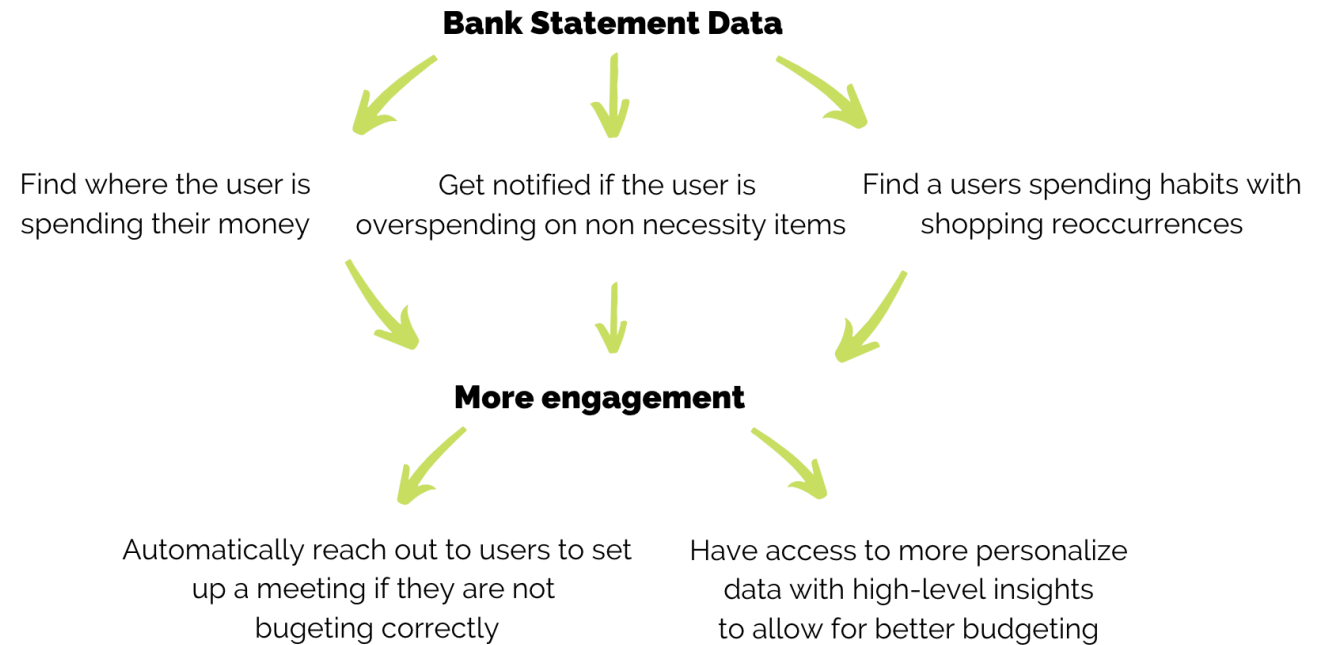 Bank Statement Data
Find where the user is
spending their money
Get notified if the user is
overspending on non necessity items
Find a users spending habits with
shopping reoccurrences
More engagement
Automatically reach out to users to set
up a meeting if they are not
bugeting correctly
Have access to more personalize
data with high-level insights
to allow for better budgeting